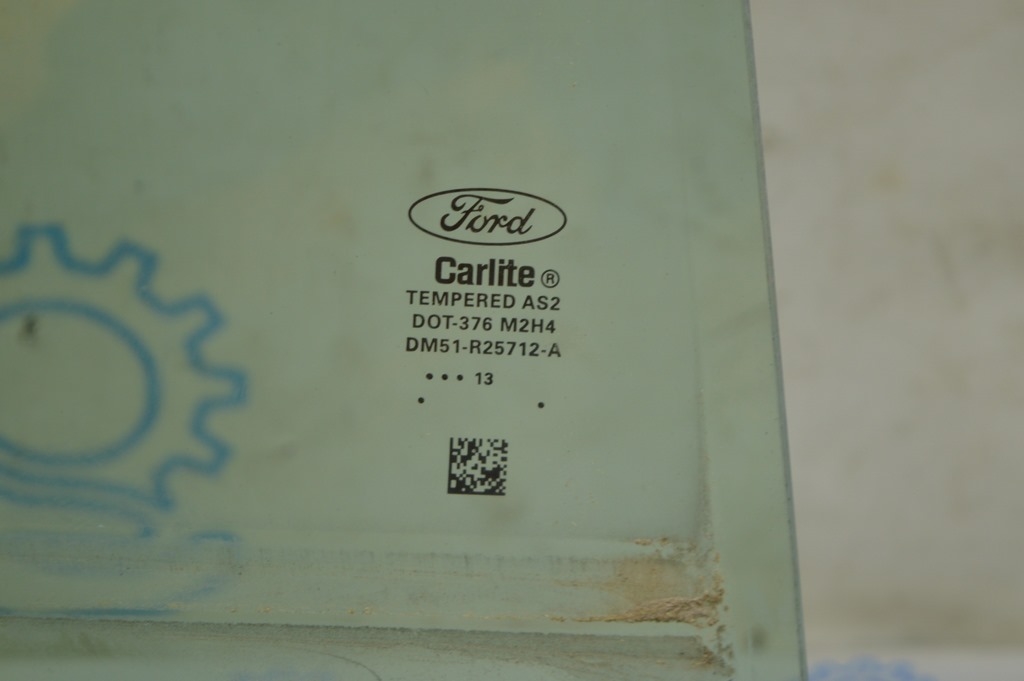 Ford
Carlite®
TEMPERED AS2
DOT-376 M2H4
DM51-R25712-A
••• 13